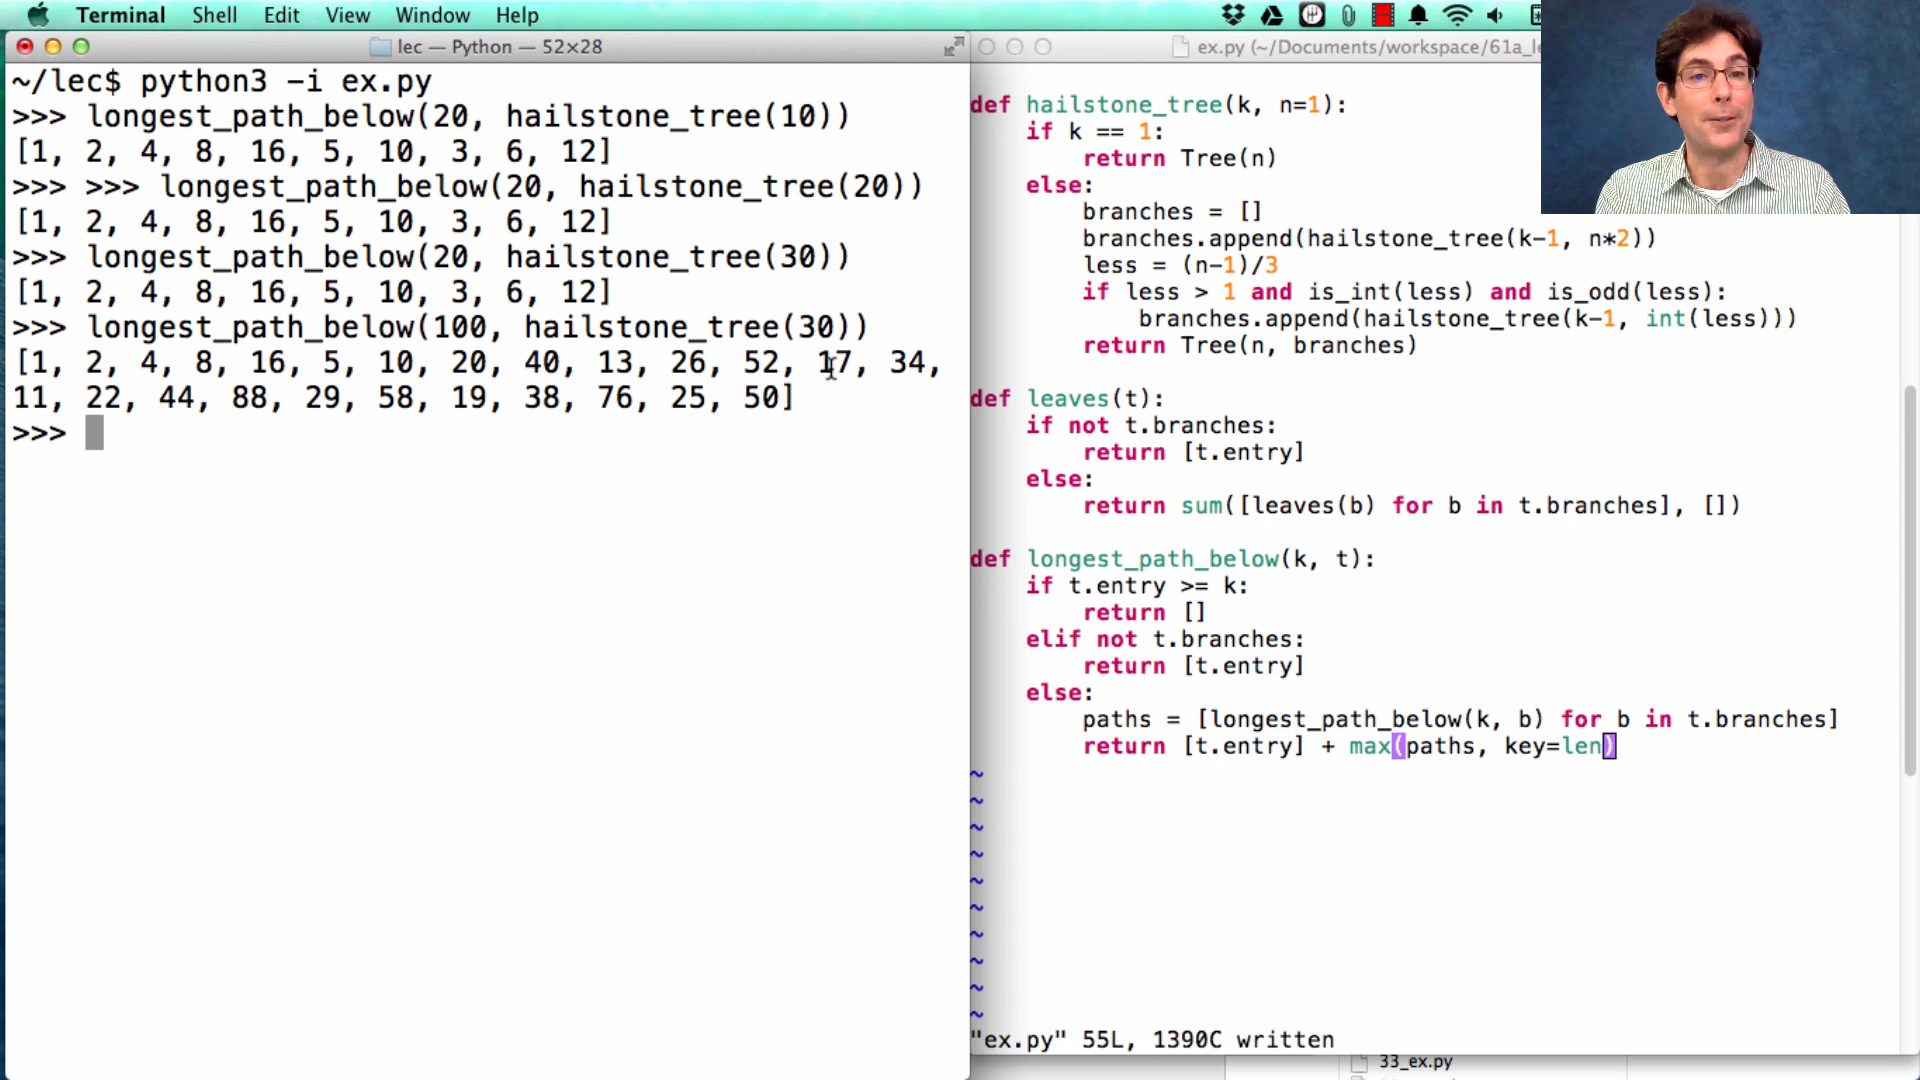 Terminal Shell Edit View Window Help
lec — Python — 52×28
~/lec$ python3 -i ex.py
>>> longest_path_below(20, hailstone_tree(10))
[1, 2, 4, 8, 16, 5, 10, 3, 6, 12]
>>> >>> longest_path_below(20, hailstone_tree(20))
[1, 2, 4, 8, 16, 5, 10, 3, 6, 12]
>>> longest_path_below(20, hailstone_tree(30))
[1, 2, 4, 8, 16, 5, 10, 3, 6, 12]
>>> longest_path_below(100, hailstone_tree(30))
[1, 2, 4, 8, 16, 5, 10, 20, 40, 13, 26, 52, 17, 34,
11, 22, 44, 88, 29, 58, 19, 38, 76, 25, 50]
>>>
ex.py (~/Documents/workspace/61a_le
def hailstone_tree(k, n=1):
    if k == 1:
        return Tree(n)
    else:
        branches = []
        branches.append(hailstone_tree(k-1, n*2))
        less = (n-1)/3
        if less > 1 and is_int(less) and is_odd(less):
            branches.append(hailstone_tree(k-1, int(less)))
        return Tree(n, branches)
def leaves(t):
    if not t.branches:
        return [t.entry]
    else:
        return sum([leaves(b) for b in t.branches], [])
def longest_path_below(k, t):
    if t.entry >= k:
        return []
    elif not t.branches:
        return [t.entry]
    else:
        paths = [longest_path_below(k, b) for b in t.branches]
        return [t.entry] + max(paths, key=len)
~
~
~
~
~
~
~
~
~
~
"ex.py" 55L, 1390C written
33_ex.py